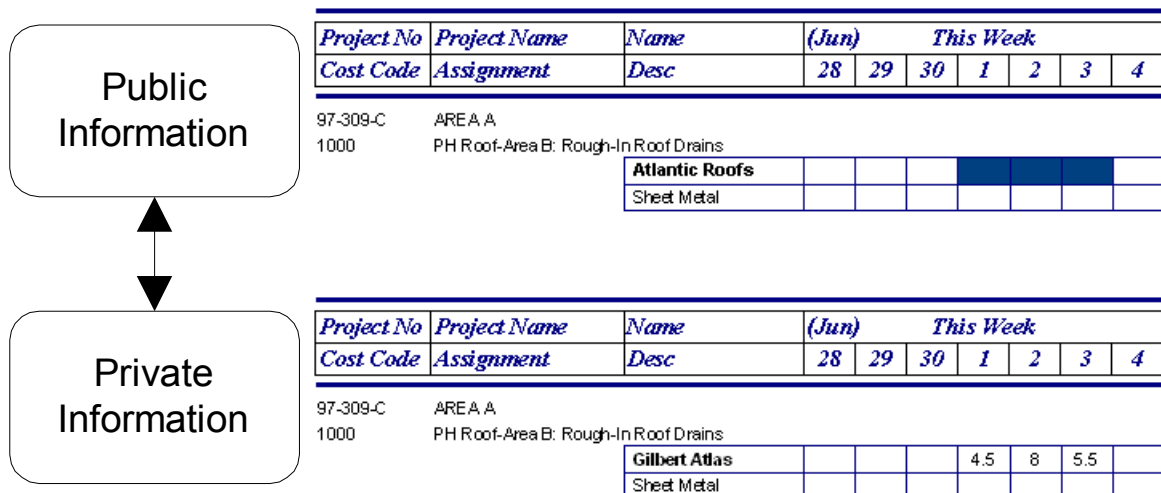 Public
Information
Project No Project Name Name (Jun) This Week
Cost Code Assignment Desc 28 29 30 1 2 3 4
97-309-C AREA A
1000 PH Roof-Area B: Rough-In Roof Drains
Atlantic Roofs
Sheet Metal
Private
Information
Project No Project Name Name (Jun) This Week
Cost Code Assignment Desc 28 29 30 1 2 3 4
97-309-C AREA A
1000 PH Roof-Area B: Rough-In Roof Drains
Gilbert Atlas 4.5 8 5.5
Sheet Metal